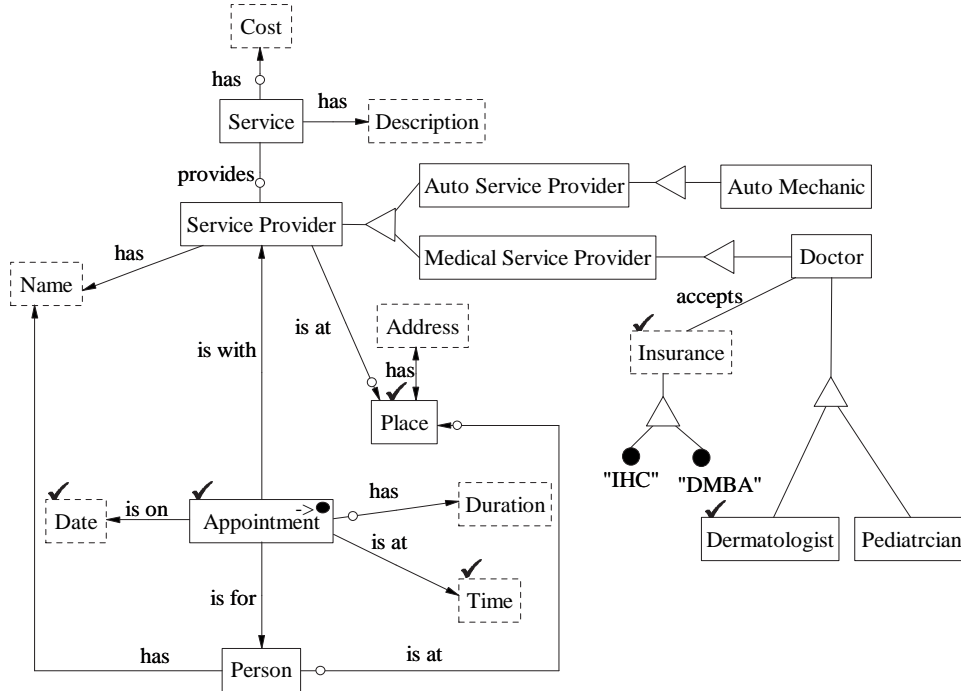 Cost
has
has
Service
Description
provides
Auto Service Provider
Auto Mechanic
Service Provider
has
Medical Service Provider
Doctor
Name
accepts
is at
Address
Insurance
is with
has
Place
"IHC"
"DMBA"
has
Duration
Date
is on
Appointment
->
Dermatologist
Pediatrcian
is at
Time
is for
has
Person
is at